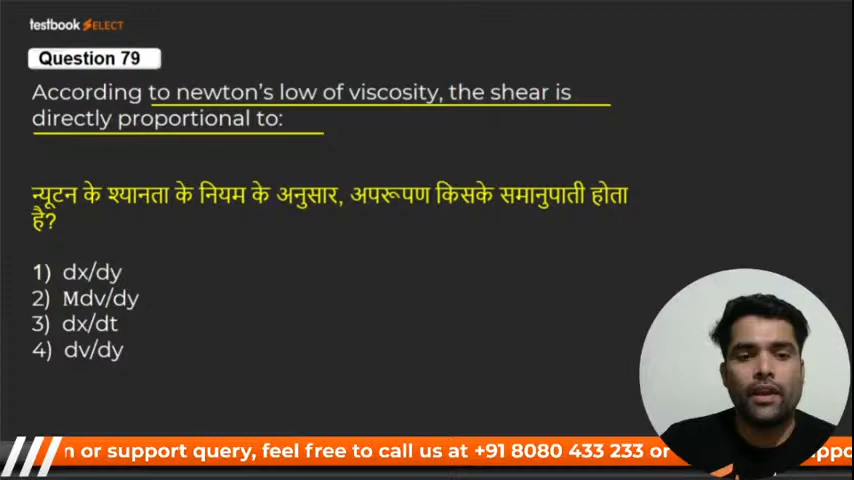 testbook SELECT
Question 79
According to newton's low of viscosity, the shear is
directly proportional to:
न्यूटन के श्यानता के नियम के अनुसार, अपरूपण किसके समानुपाती होता
है?
1) dx/dy
2) Mdv/dy
3) dx/dt
4) dv/dy
n or support query, feel free to call us at +91 8080 433 233 or